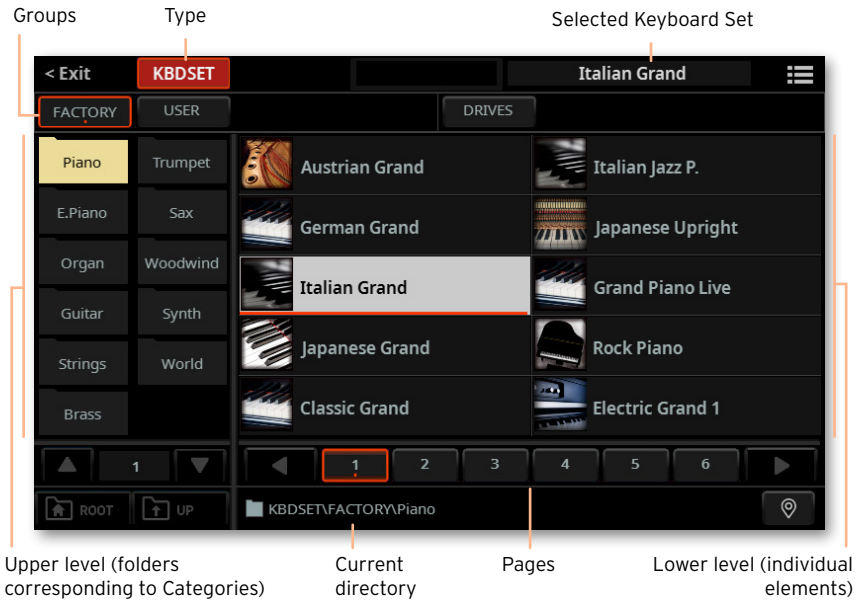 Groups Type Selected Keyboard Set
< Exit KBDSET Italian Grand
FACTORY USER DRIVES
Piano Trumpet Austrian Grand Italian Jazz P.
E.Piano Sax German Grand Japanese Upright
Organ Woodwind Italian Grand Grand Piano Live
Guitar Synth Japanese Grand Rock Piano
Strings World Classic Grand Electric Grand 1
Brass
1 1 2 3 4 5 6
ROOT UP KBDSET\FACTORY\Piano
Upper level (folders Current Pages Lower level (individual
corresponding to Categories) directory elements)